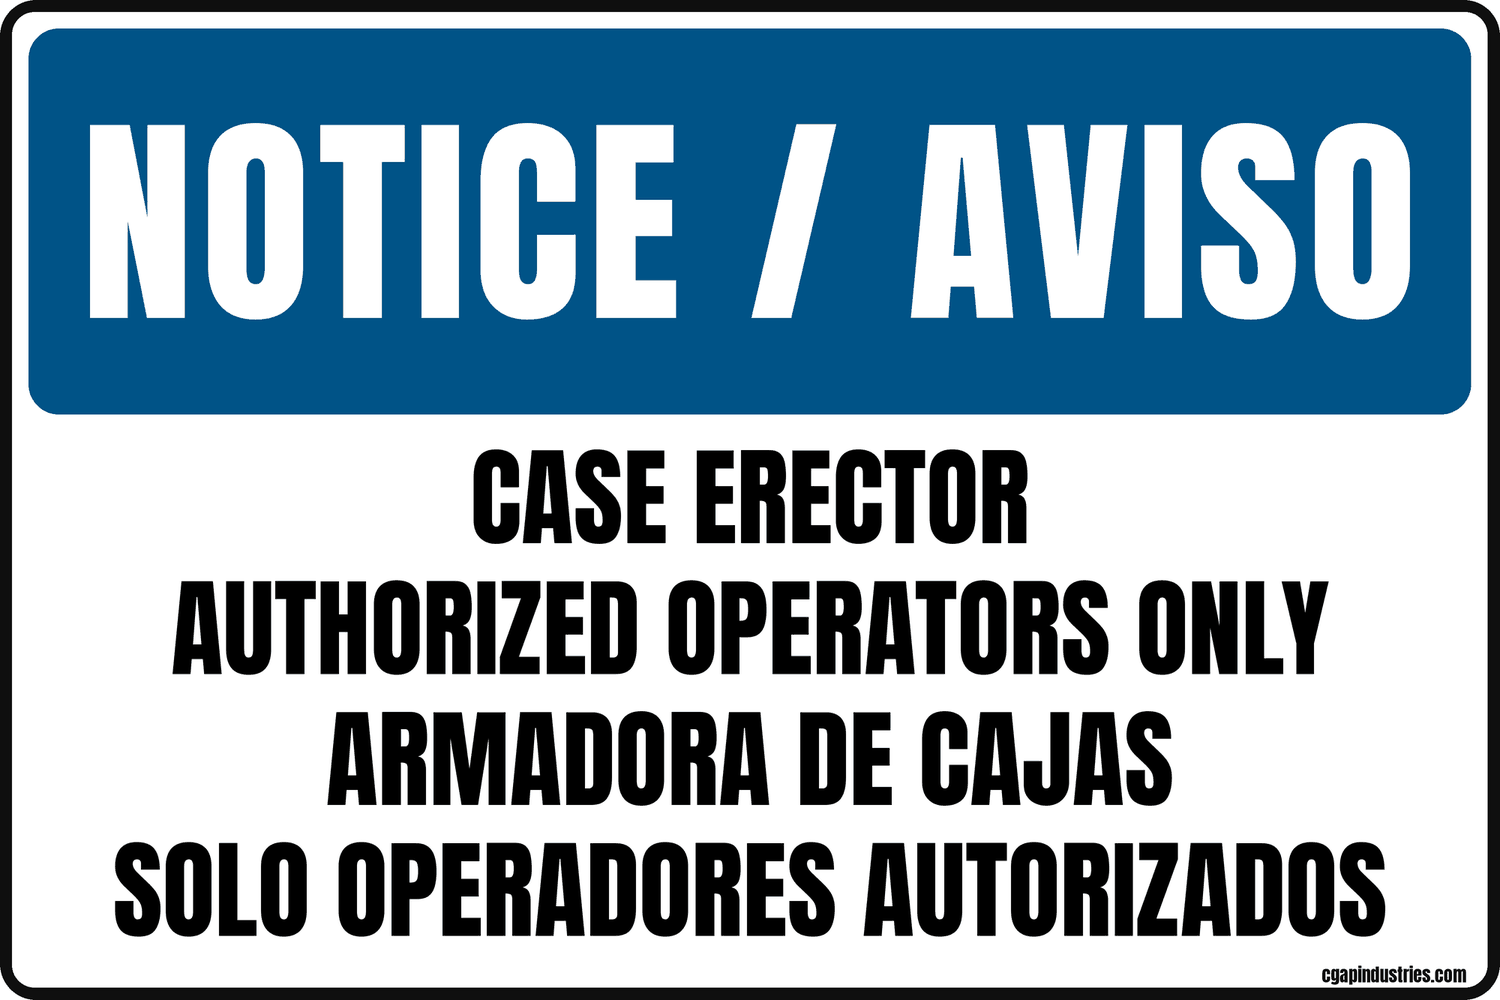 NOTICE / AVISO
CASE ERECTOR
AUTHORIZED OPERATORS ONLY
ARMADORA DE CAJAS
SOLO OPERADORES AUTORIZADOS
cgapindustries.com